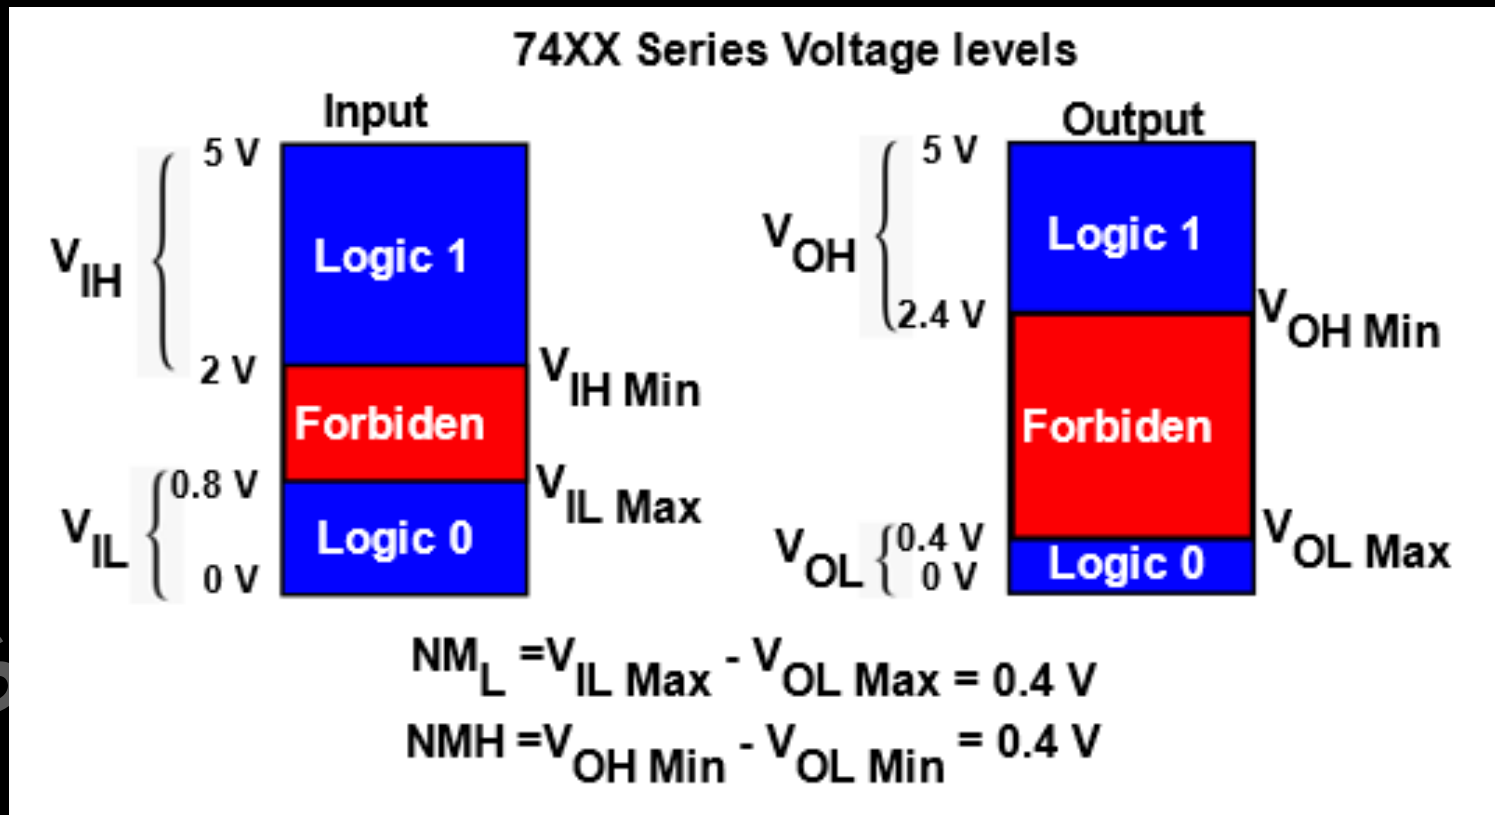 74XX Series Voltage levels
Input
5 V
Logic 1
VIH
2 V
VIH Min
Forbiden
0.8 V
VIL Max
VIL
Logic 0
0 V
Output
5 V
Logic 1
VOH
2.4 V
VOH Min
Forbiden
0.4 V
VOL Max
VOL
Logic 0
0 V
NML =VIL Max - VOL Max = 0.4 V
NMH =VOH Min - VOL Min = 0.4 V